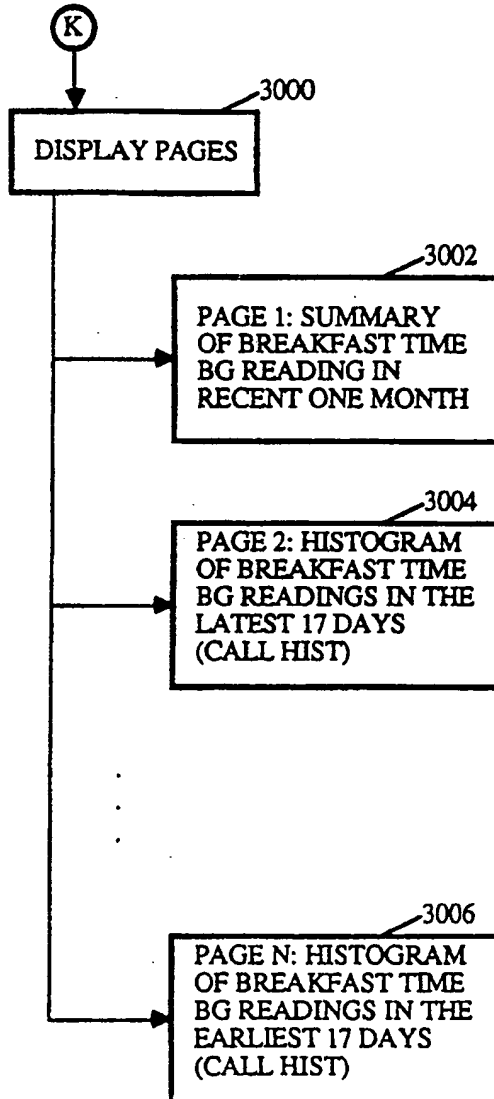 K
3000
DISPLAY PAGES
3002
PAGE 1: SUMMARY
OF BREAKFAST TIME
BG READING IN
RECENT ONE MONTH
3004
PAGE 2: HISTOGRAM
OF BREAKFAST TIME
BG READINGS IN THE
LATEST 17 DAYS
(CALL HIST)
3006
PAGE N: HISTOGRAM
OF BREAKFAST TIME
BG READINGS IN THE
EARLIEST 17 DAYS
(CALL HIST)